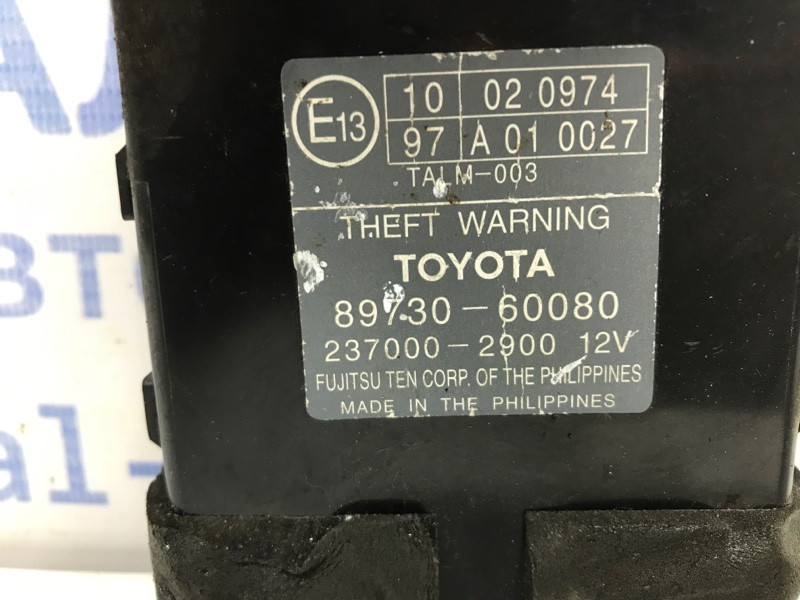 E13
10 02 0974
97 A 01 0027
TALM-003
THEFT WARNING
TOYOTA
89730-60080
237000-2900 12V
FUJITSU TEN CORP. OF THE PHILIPPINES
MADE IN THE PHILIPPINES
al-